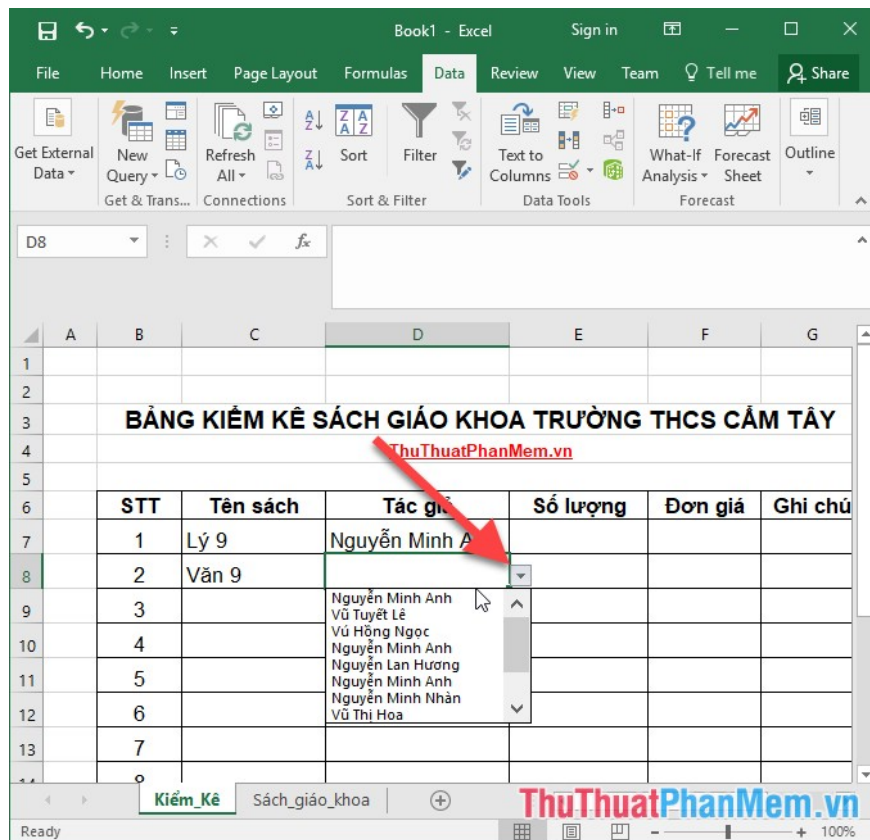 Book1 - Excel Sign in
File Home Insert Page Layout Formulas Data Review View Team Tell me Share
Get External Data
New Query
Refresh All
Sort
Filter
Text to Columns
What-If Analysis
Forecast Sheet
Outline
Get & Trans... Connections Sort & Filter Data Tools Forecast
D8 fx
A B C D E F G
1
2
3 BẢNG KIỂM KÊ SÁCH GIÁO KHOA TRƯỜNG THCS CẨM TÂY
4 ThuThuatPhanMem.vn
5
6 STT Tên sách Tác giả Số lượng Đơn giá Ghi chú
7 1 Lý 9 Nguyễn Minh A
8 2 Văn 9
Nguyễn Minh Anh
Vũ Tuyết Lê
Vú Hồng Ngọc
Nguyễn Minh Anh
Nguyễn Lan Hương
Nguyễn Minh Anh
Nguyễn Minh Nhàn
Vũ Thị Hoa
9 3
10 4
11 5
12 6
13 7
14 8
Kiểm_Kê Sách_giáo_khoa
ThuThuatPhanMem.vn
Ready 100%